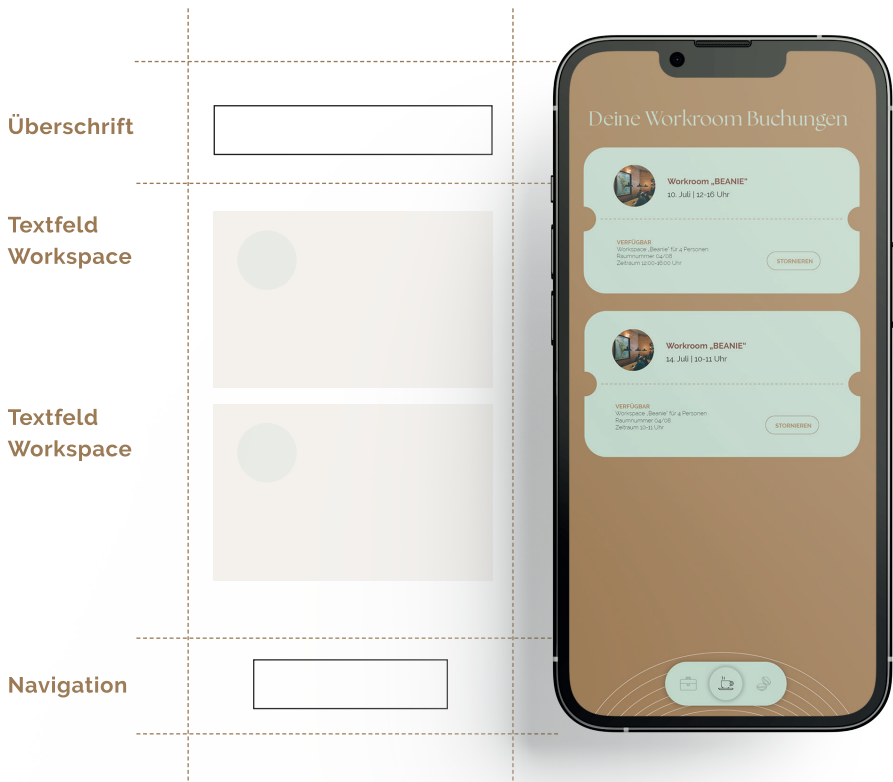 Überschrift
Textfeld
Workspace
Textfeld
Workspace
Navigation
Deine Workroom Buchungen
Workroom „BEANIE“
10. Juli | 12-16 Uhr
VERFÜGBAR
Workspace „Beanie“ für 4 Personen
Raumnummer 04/08
Zeitraum 12:00-16:00 Uhr
STORNIEREN
Workroom „BEANIE“
14. Juli | 10-11 Uhr
VERFÜGBAR
Workspace „Beanie“ für 4 Personen
Raumnummer 04/08
Zeitraum 10-11 Uhr
STORNIEREN